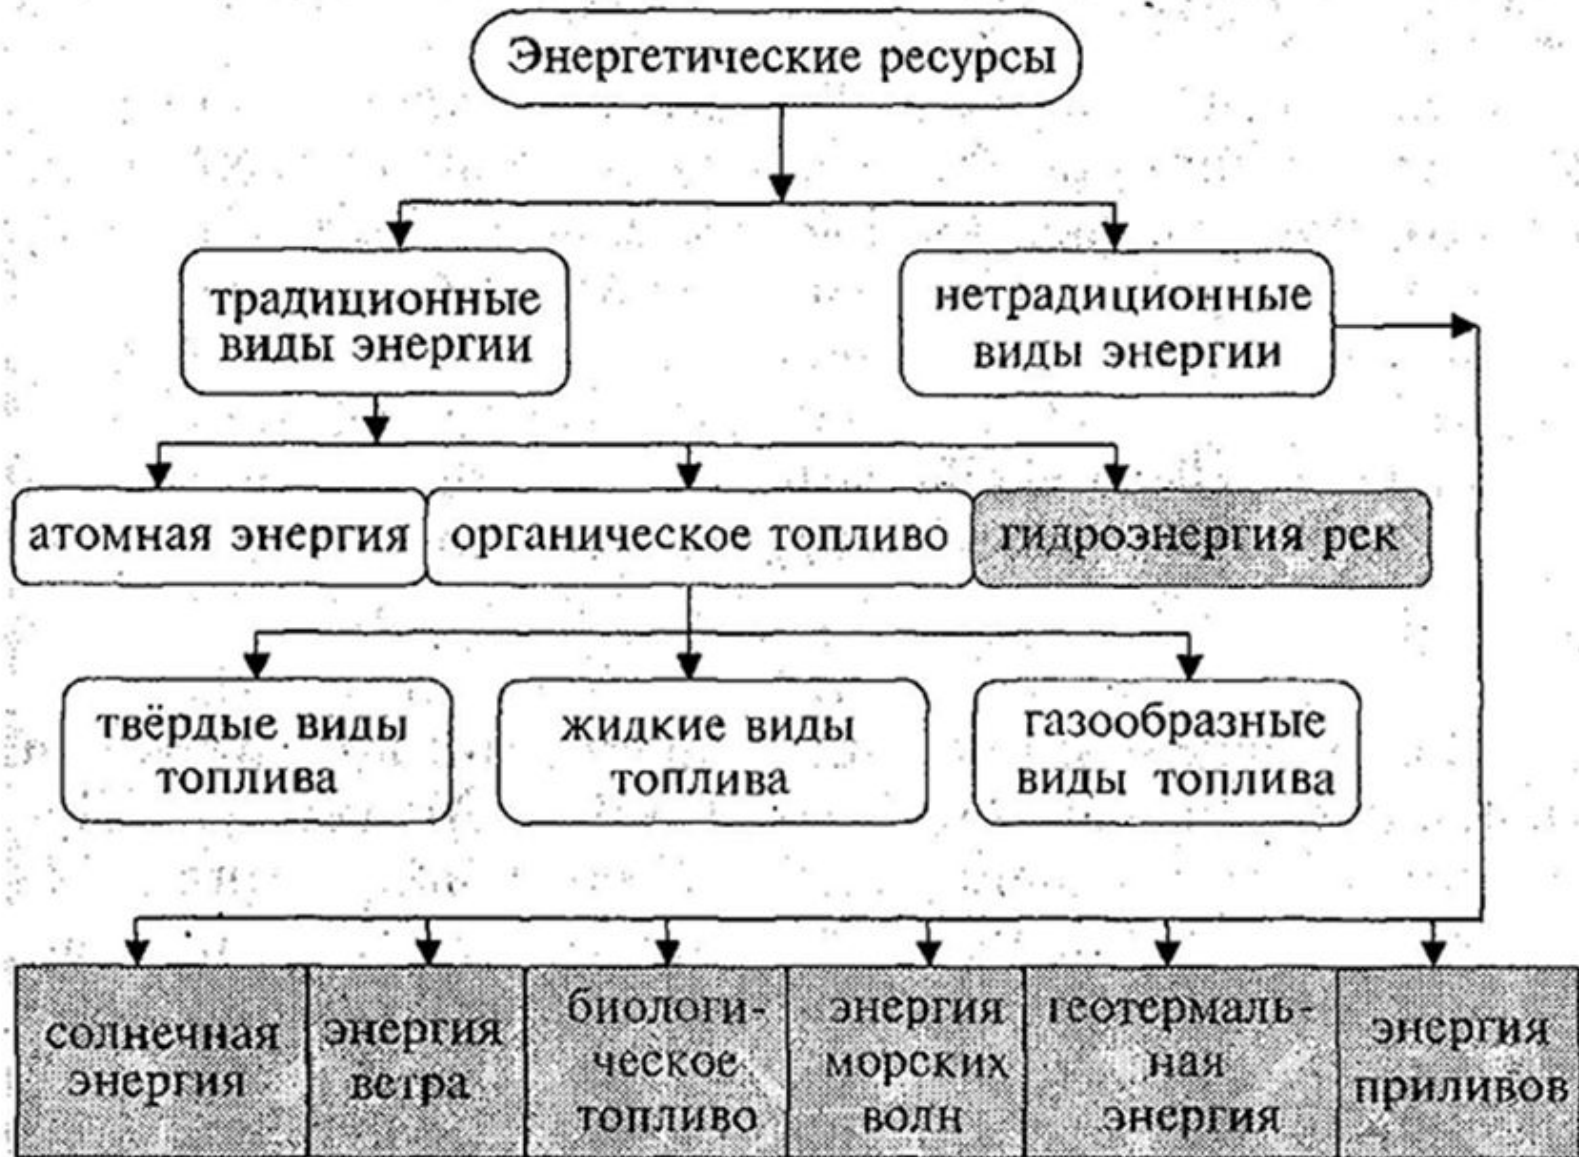 Энергетические ресурсы
традиционные
виды энергии
нетрадиционные
виды энергии
атомная энергия
органическое топливо
гидроэнергия рек
твёрдые виды
топлива
жидкие виды
топлива
газообразные
виды топлива
солнечная
энергия
энергия
ветра
биологи-
ческое
топливо
энергия
морских
волн
геотермаль-
ная
энергия
энергия
приливов